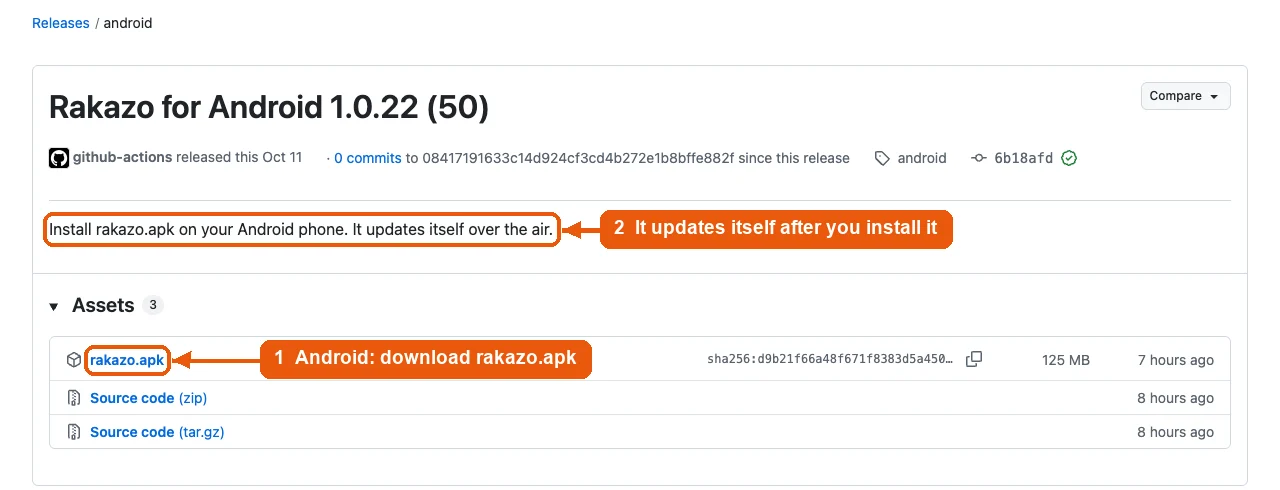 Releases / android
Rakazo for Android 1.0.22 (50)
Compare
github-actions released this Oct 11 · 0 commits to 08417191633c14d924cf3cd4b272e1b8bffe882f since this release android 6b18afd
Install rakazo.apk on your Android phone. It updates itself over the air.
2 It updates itself after you install it
Assets 3
rakazo.apk
1 Android: download rakazo.apk
sha256:d9b21f66a48f671f8383d5a450… 125 MB 7 hours ago
Source code (zip) 8 hours ago
Source code (tar.gz) 8 hours ago